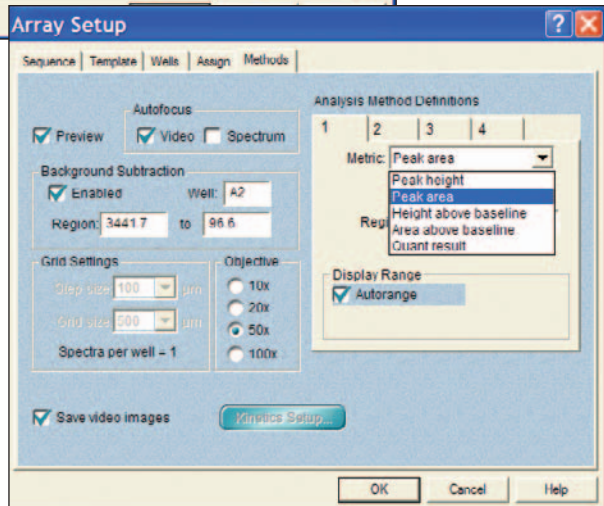 Array Setup
Sequence Template Wells Assign Methods
Autofocus
Preview Video Spectrum
Background Subtraction
Enabled Well: A2
Region: 3441.7 to 96.6
Grid Settings
Step size 100 µm
Grid size 500 µm
Spectra per well = 1
Objective
10x
20x
50x
100x
Save video images
Kinetics Setup...
Analysis Method Definitions
1 2 3 4
Metric: Peak area
Peak height
Peak area
Height above baseline
Area above baseline
Quant result
Regi
Display Range
Autorange
OK Cancel Help